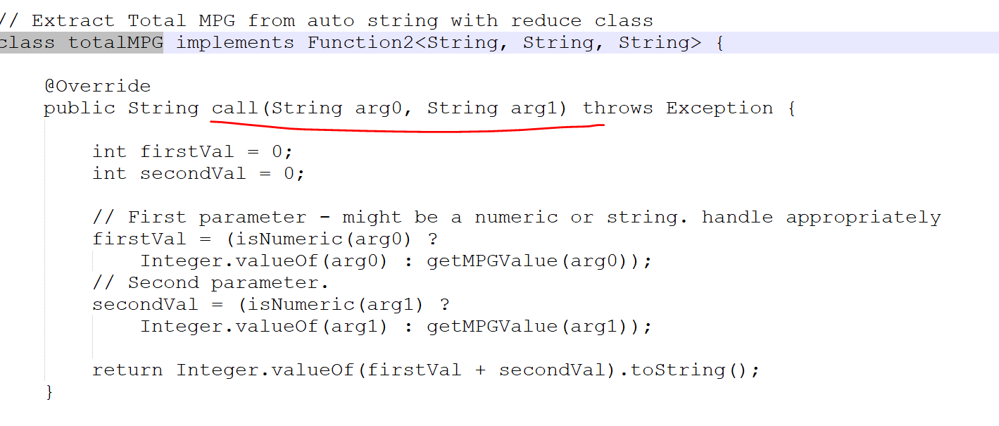 // Extract Total MPG from auto string with reduce class
class totalMPG implements Function2<String, String, String> {
@Override
public String call(String arg0, String arg1) throws Exception {
int firstVal = 0;
int secondVal = 0;
// First parameter - might be a numeric or string. handle appropriately
firstVal = (isNumeric(arg0) ?
Integer.valueOf(arg0) : getMPGValue(arg0));
// Second parameter.
secondVal = (isNumeric(arg1) ?
Integer.valueOf(arg1) : getMPGValue(arg1));
return Integer.valueOf(firstVal + secondVal).toString();
}